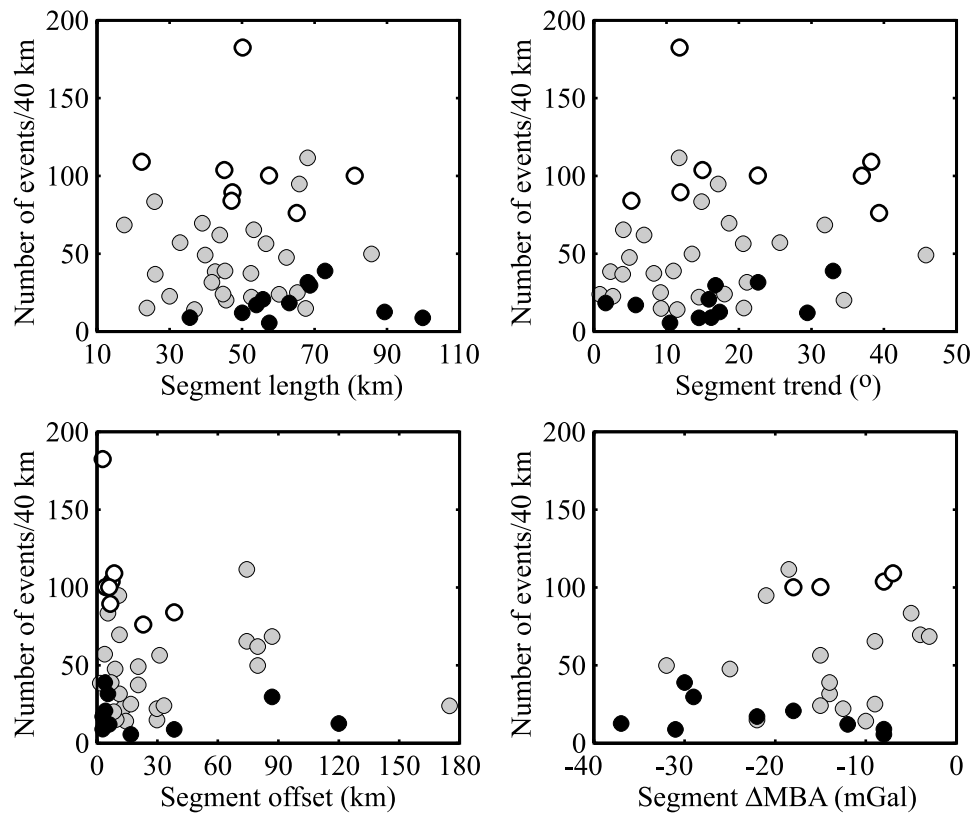 200
150
100
50
0
Number of events/40 km
10 30 50 70 90 110
Segment length (km)
200
150
100
50
0
Number of events/40 km
0 10 20 30 40 50
Segment trend (º)
200
150
100
50
0
Number of events/40 km
0 30 60 90 120 150 180
Segment offset (km)
200
150
100
50
0
Number of events/40 km
-40 -30 -20 -10 0
Segment ΔMBA (mGal)